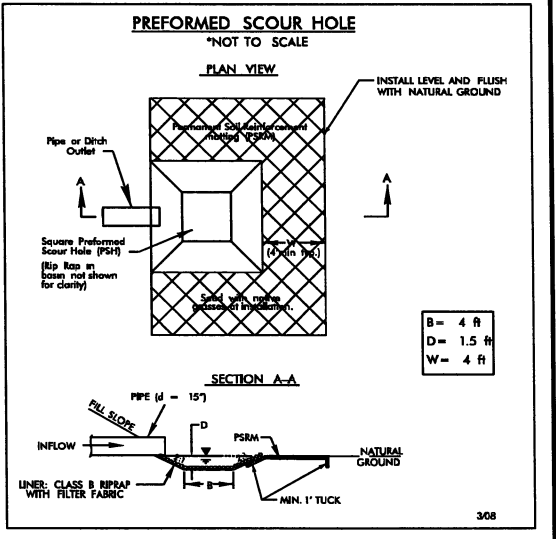 PREFORMED SCOUR HOLE
*NOT TO SCALE
PLAN VIEW
INSTALL LEVEL AND FLUSH
WITH NATURAL GROUND
Permanent Soil Reinforcement
matting (PSRM)
Pipe or Ditch
Outlet
A
A
Square Preformed
Scour Hole (PSH)
(Rip Rap in
basin not shown
for clarity)
W
(4' min typ.)
Seed with native
grasses at installation.
B= 4 ft
D= 1.5 ft
W= 4 ft
SECTION A-A
PIPE (d = 15")
FILL SLOPE
D
PSRM
INFLOW
NATURAL
GROUND
B
LINER: CLASS B RIPRAP
WITH FILTER FABRIC
MIN. 1' TUCK
3/08